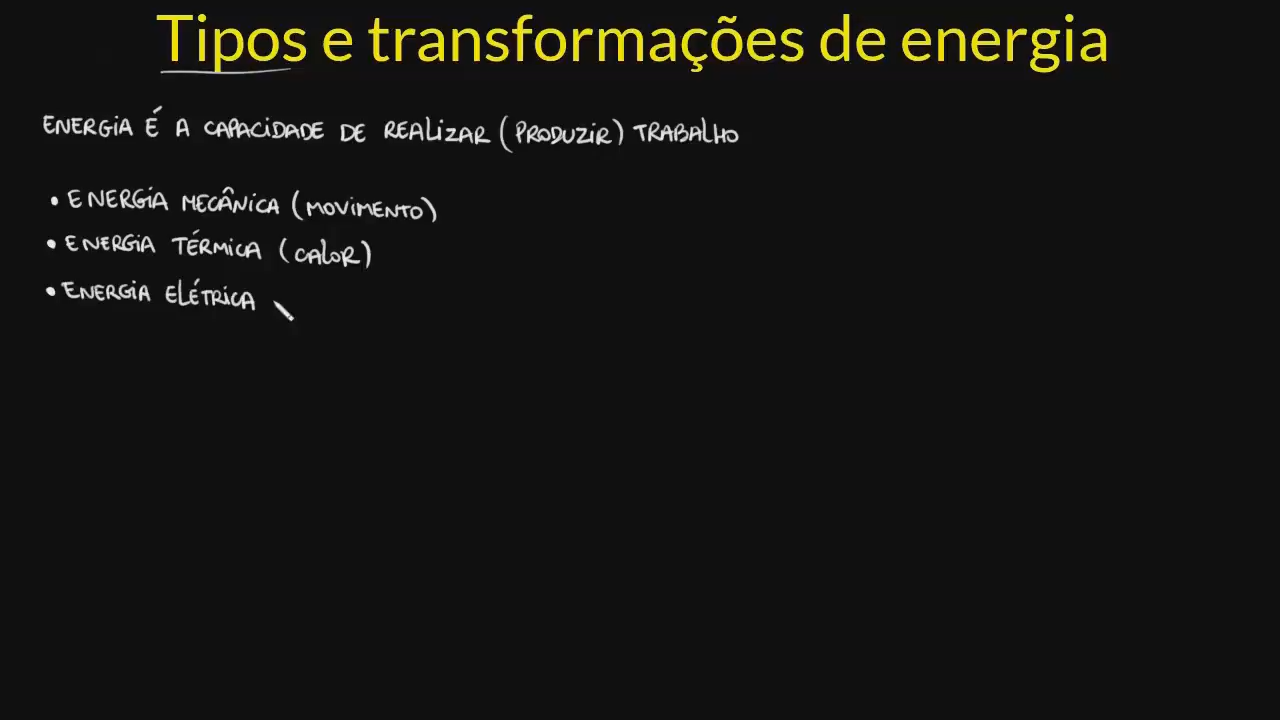 Tipos e transformações de energia
ENERGIA É A CAPACIDADE DE REALIZAR (PRODUZIR) TRABALHO
• ENERGIA MECÂNICA (MOVIMENTO)
• ENERGIA TÉRMICA (CALOR)
• ENERGIA ELÉTRICA